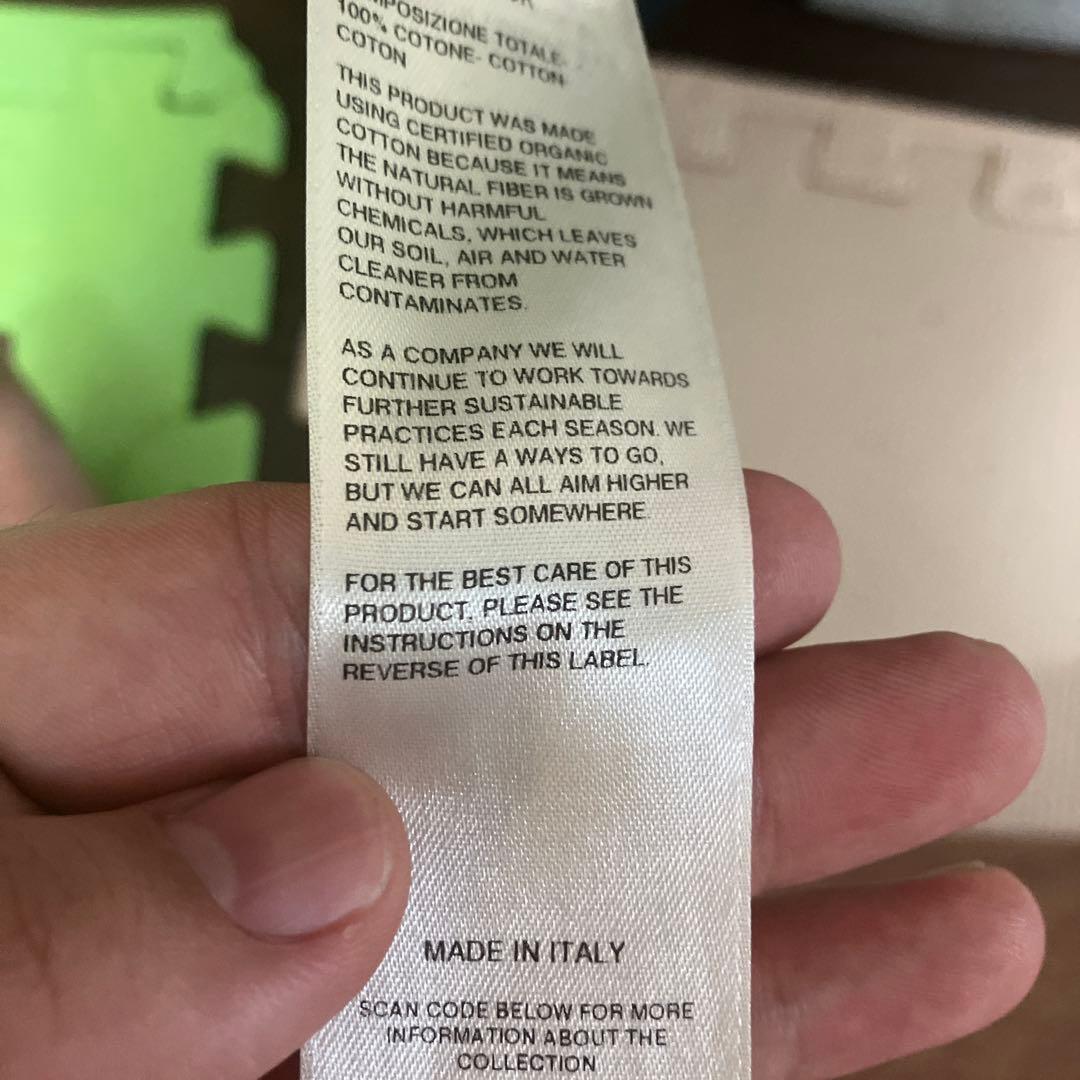 COMPOSIZIONE TOTALE-
100% COTONE- COTTON-
COTON
THIS PRODUCT WAS MADE
USING CERTIFIED ORGANIC
COTTON BECAUSE IT MEANS
THE NATURAL FIBER IS GROWN
WITHOUT HARMFUL
CHEMICALS, WHICH LEAVES
OUR SOIL, AIR AND WATER
CLEANER FROM
CONTAMINATES.
AS A COMPANY WE WILL
CONTINUE TO WORK TOWARDS
FURTHER SUSTAINABLE
PRACTICES EACH SEASON. WE
STILL HAVE A WAYS TO GO,
BUT WE CAN ALL AIM HIGHER
AND START SOMEWHERE.
FOR THE BEST CARE OF THIS
PRODUCT. PLEASE SEE THE
INSTRUCTIONS ON THE
REVERSE OF THIS LABEL.
MADE IN ITALY
SCAN CODE BELOW FOR MORE
INFORMATION ABOUT THE
COLLECTION